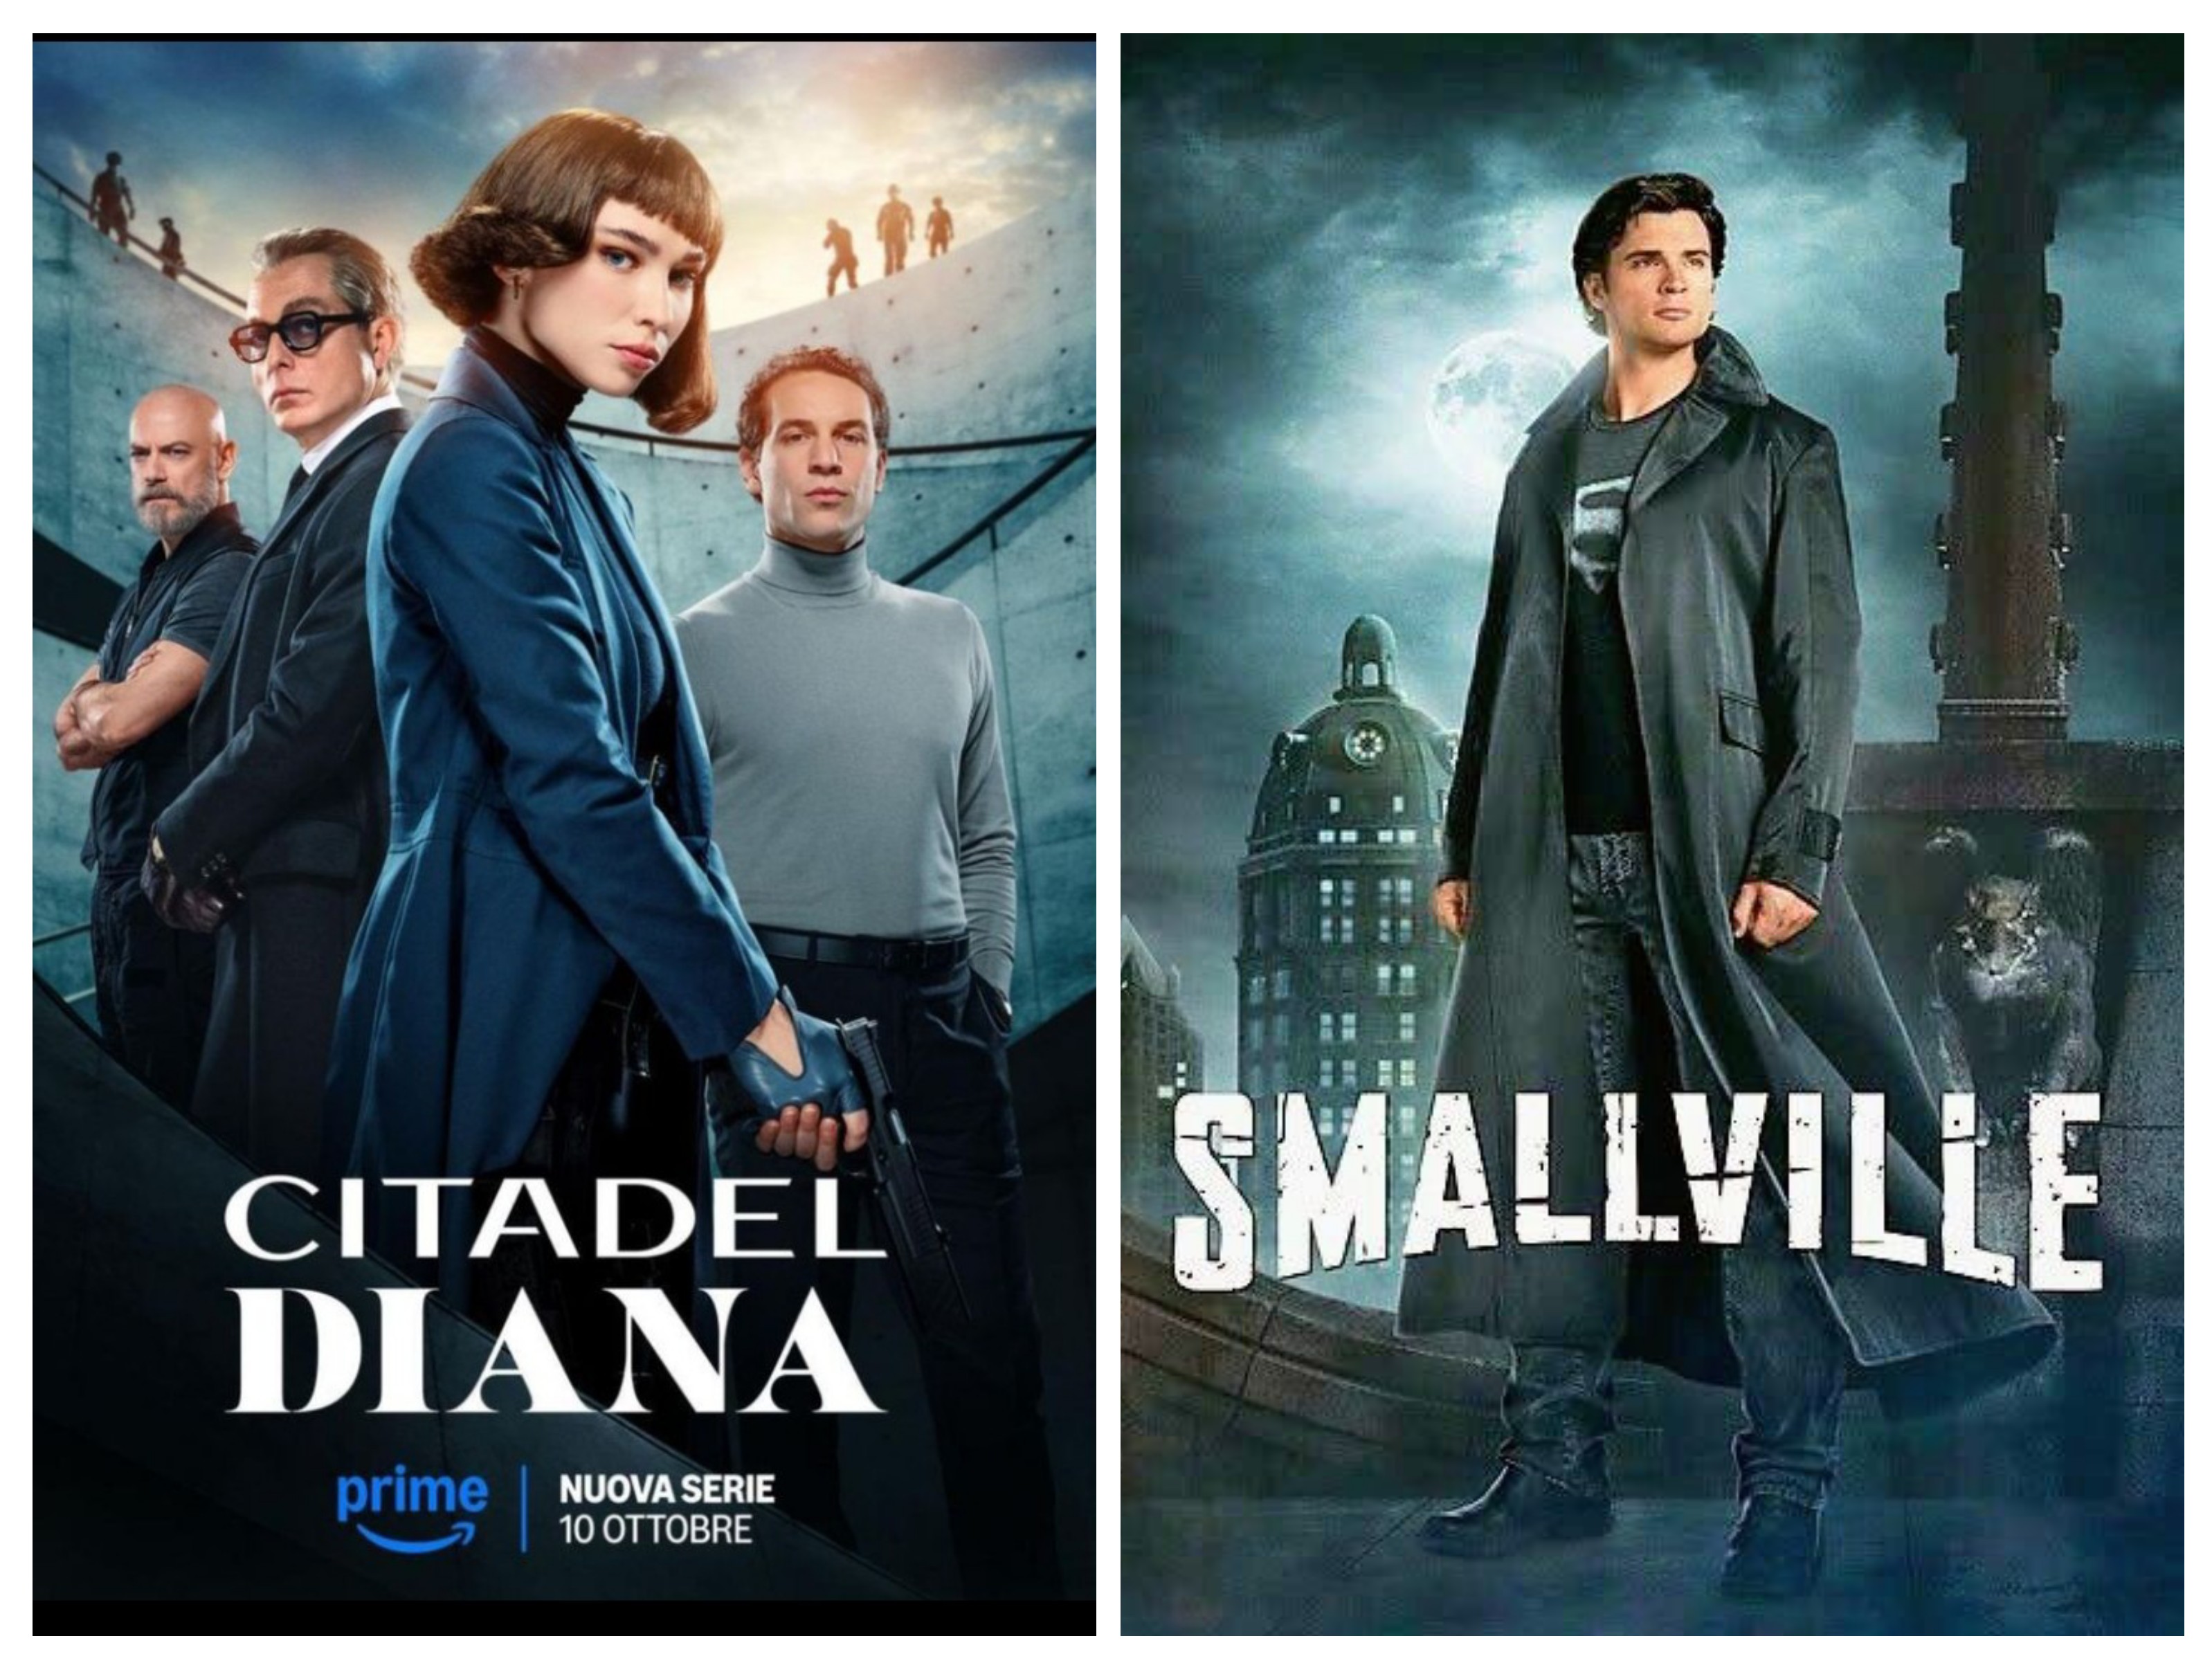 CITADEL
DIANA
prime
NUOVA SERIE
10 OTTOBRE
SMALLVILLE